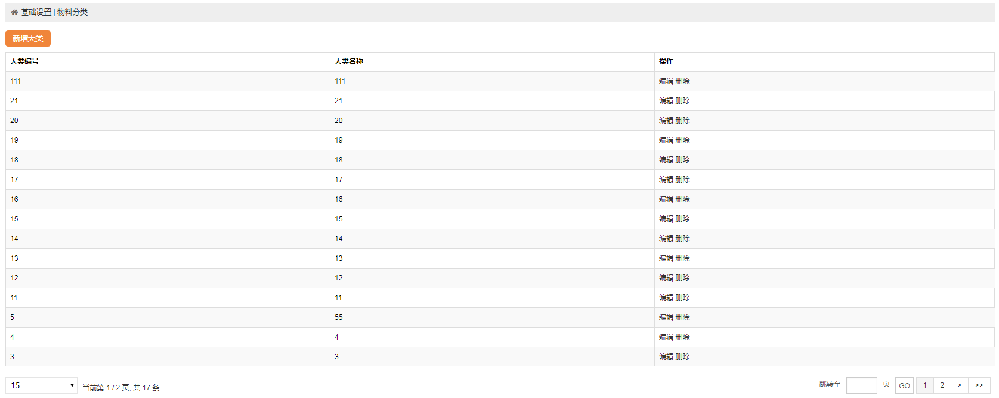 基础设置 | 物料分类
新增大类
大类编号 大类名称 操作
111 111 编辑 删除
21 21 编辑 删除
20 20 编辑 删除
19 19 编辑 删除
18 18 编辑 删除
17 17 编辑 删除
16 16 编辑 删除
15 15 编辑 删除
14 14 编辑 删除
13 13 编辑 删除
12 12 编辑 删除
11 11 编辑 删除
5 55 编辑 删除
4 4 编辑 删除
3 3 编辑 删除
15 当前第 1 / 2 页, 共 17 条 跳转至 页 GO 1 2 > >>